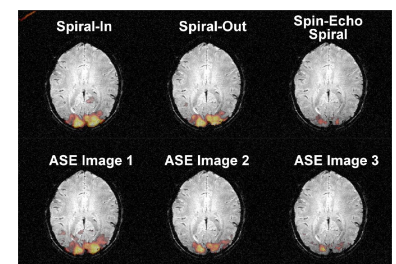 Spiral-In
Spiral-Out
Spin-Echo
Spiral
ASE Image 1
ASE Image 2
ASE Image 3